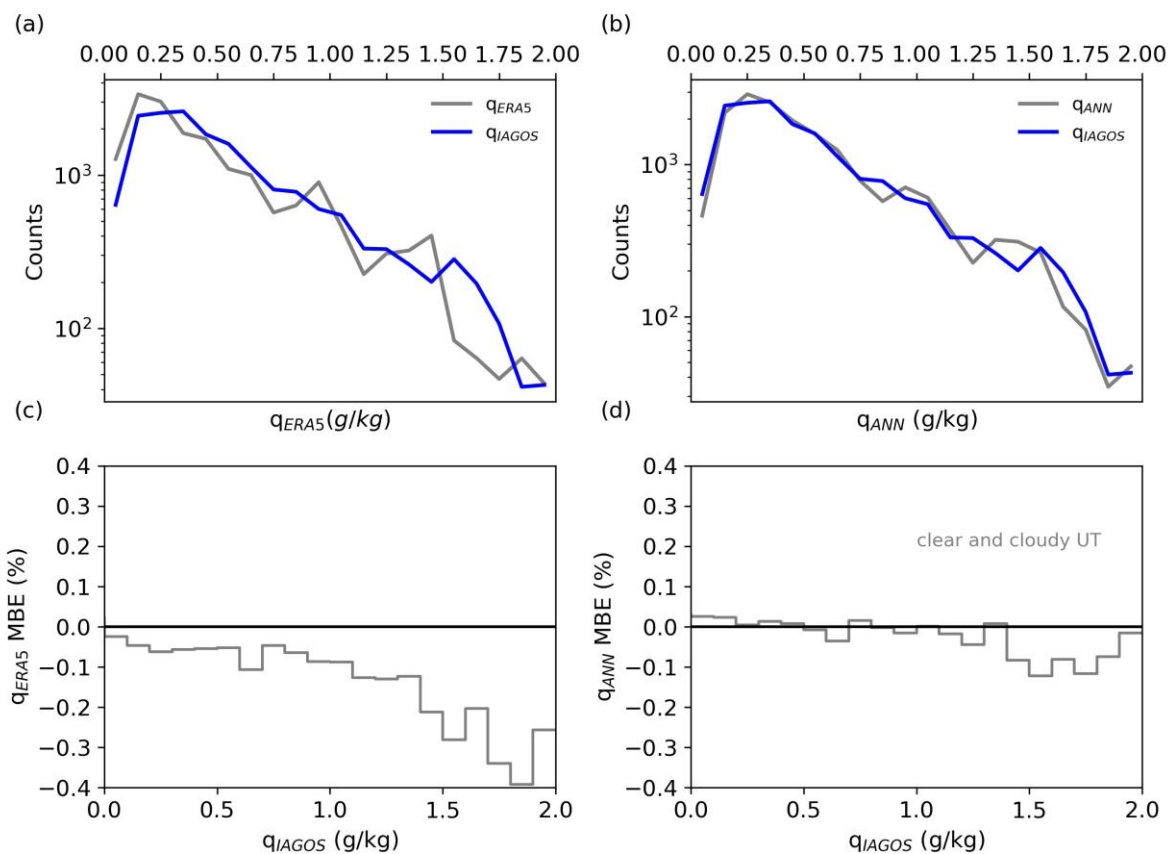 (a)
0.00 0.25 0.50 0.75 1.00 1.25 1.50 1.75 2.00
q_ERA5
q_IAGOS
Counts
10^3
10^2
q_ERA5(g/kg)
(b)
0.00 0.25 0.50 0.75 1.00 1.25 1.50 1.75 2.00
q_ANN
q_IAGOS
Counts
10^3
10^2
q_ANN (g/kg)
(c)
q_ERA5 MBE (%)
0.4
0.3
0.2
0.1
0.0
−0.1
−0.2
−0.3
−0.4
0.0 0.5 1.0 1.5 2.0
q_IAGOS (g/kg)
(d)
q_ANN MBE (%)
0.4
0.3
0.2
0.1
0.0
−0.1
−0.2
−0.3
−0.4
clear and cloudy UT
0.0 0.5 1.0 1.5 2.0
q_IAGOS (g/kg)